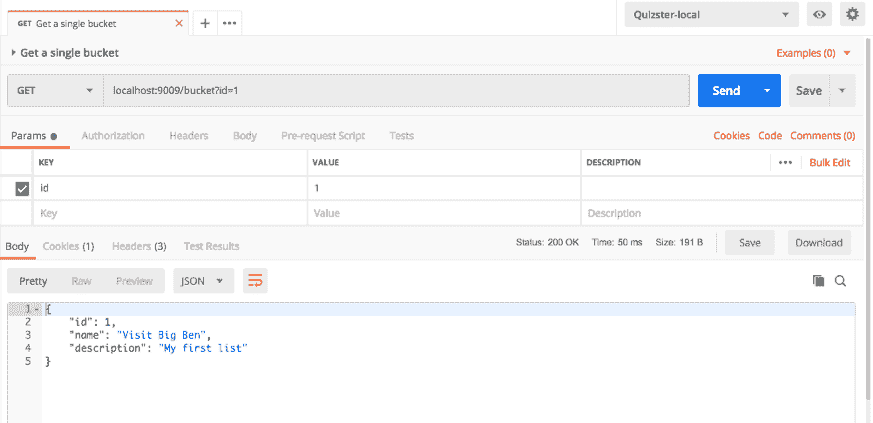 GET Get a single bucket × + ••• Quizster-local
Get a single bucket Examples (0)
GET localhost:9009/bucket?id=1 Send Save
Params Authorization Headers Body Pre-request Script Tests Cookies Code Comments (0)
KEY VALUE DESCRIPTION ••• Bulk Edit
id 1
Key Value Description
Body Cookies (1) Headers (3) Test Results Status: 200 OK Time: 50 ms Size: 191 B Save Download
Pretty Raw Preview JSON
1 {
2 "id": 1,
3 "name": "Visit Big Ben",
4 "description": "My first list"
5 }